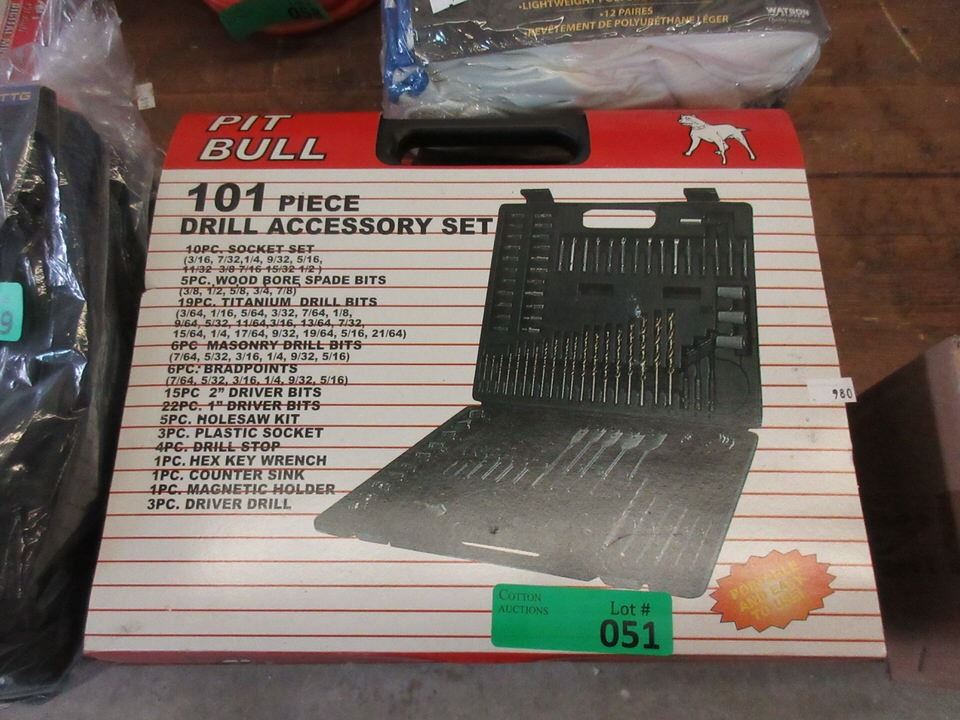 LIGHTWEIGHT
•12 PAIRES
REVÊTEMENT DE POLYURÉTHANE LÉGER
WATSON
TTG
PIT
BULL
101 PIECE
DRILL ACCESSORY SET
10PC. SOCKET SET
(3/16, 7/32,1/4, 9/32, 5/16,
11/32 3/8 7/16 15/32 1/2 )
5PC. WOOD BORE SPADE BITS
(3/8, 1/2, 5/8, 3/4, 7/8)
19PC. TITANIUM DRILL BITS
(3/64, 1/16, 5/64, 3/32, 7/64, 1/8,
9/64, 5/32, 11/64,3/16, 13/64, 7/32,
15/64, 1/4, 17/64, 9/32, 19/64, 5/16, 21/64)
6PC MASONRY DRILL BITS
(7/64, 5/32, 3/16, 1/4, 9/32, 5/16)
6PC. BRADPOINTS
(7/64, 5/32, 3/16, 1/4, 9/32, 5/16)
15PC 2" DRIVER BITS
22PC. 1" DRIVER BITS
5PC. HOLESAW KIT
3PC. PLASTIC SOCKET
4PC. DRILL STOP
1PC. HEX KEY WRENCH
1PC. COUNTER SINK
1PC. MAGNETIC HOLDER
3PC. DRIVER DRILL
980
PORTABLE
AND EASY
TO USE!
COTTON
AUCTIONS
Lot #
051